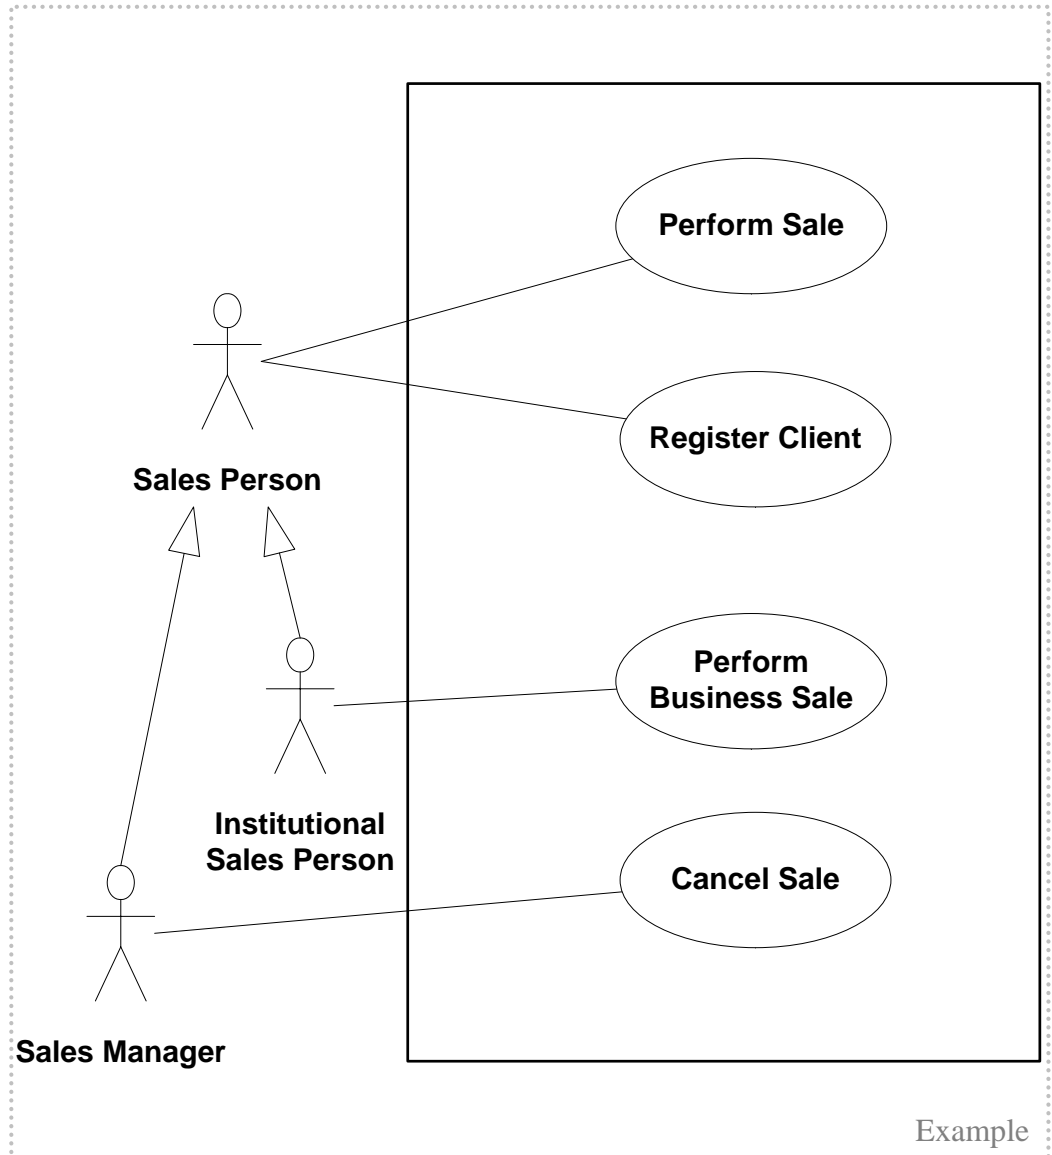 Perform Sale
Register Client
Sales Person
Perform
Business Sale
Institutional
Sales Person
Cancel Sale
Sales Manager
Example